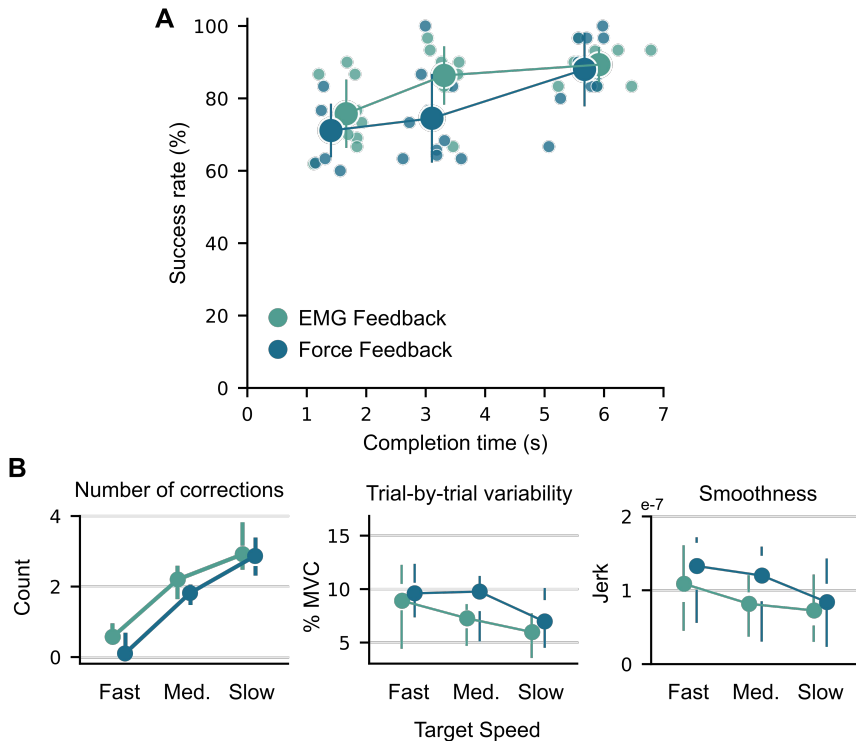 A
Success rate (%)
100
80
60
40
20
0
EMG Feedback
Force Feedback
0 1 2 3 4 5 6 7
Completion time (s)
B
Number of corrections
Count
4
2
0
Fast Med. Slow
Trial-by-trial variability
% MVC
15
10
5
Fast Med. Slow
Target Speed
Smoothness
Jerk
e-7
2
1
0
Fast Med. Slow